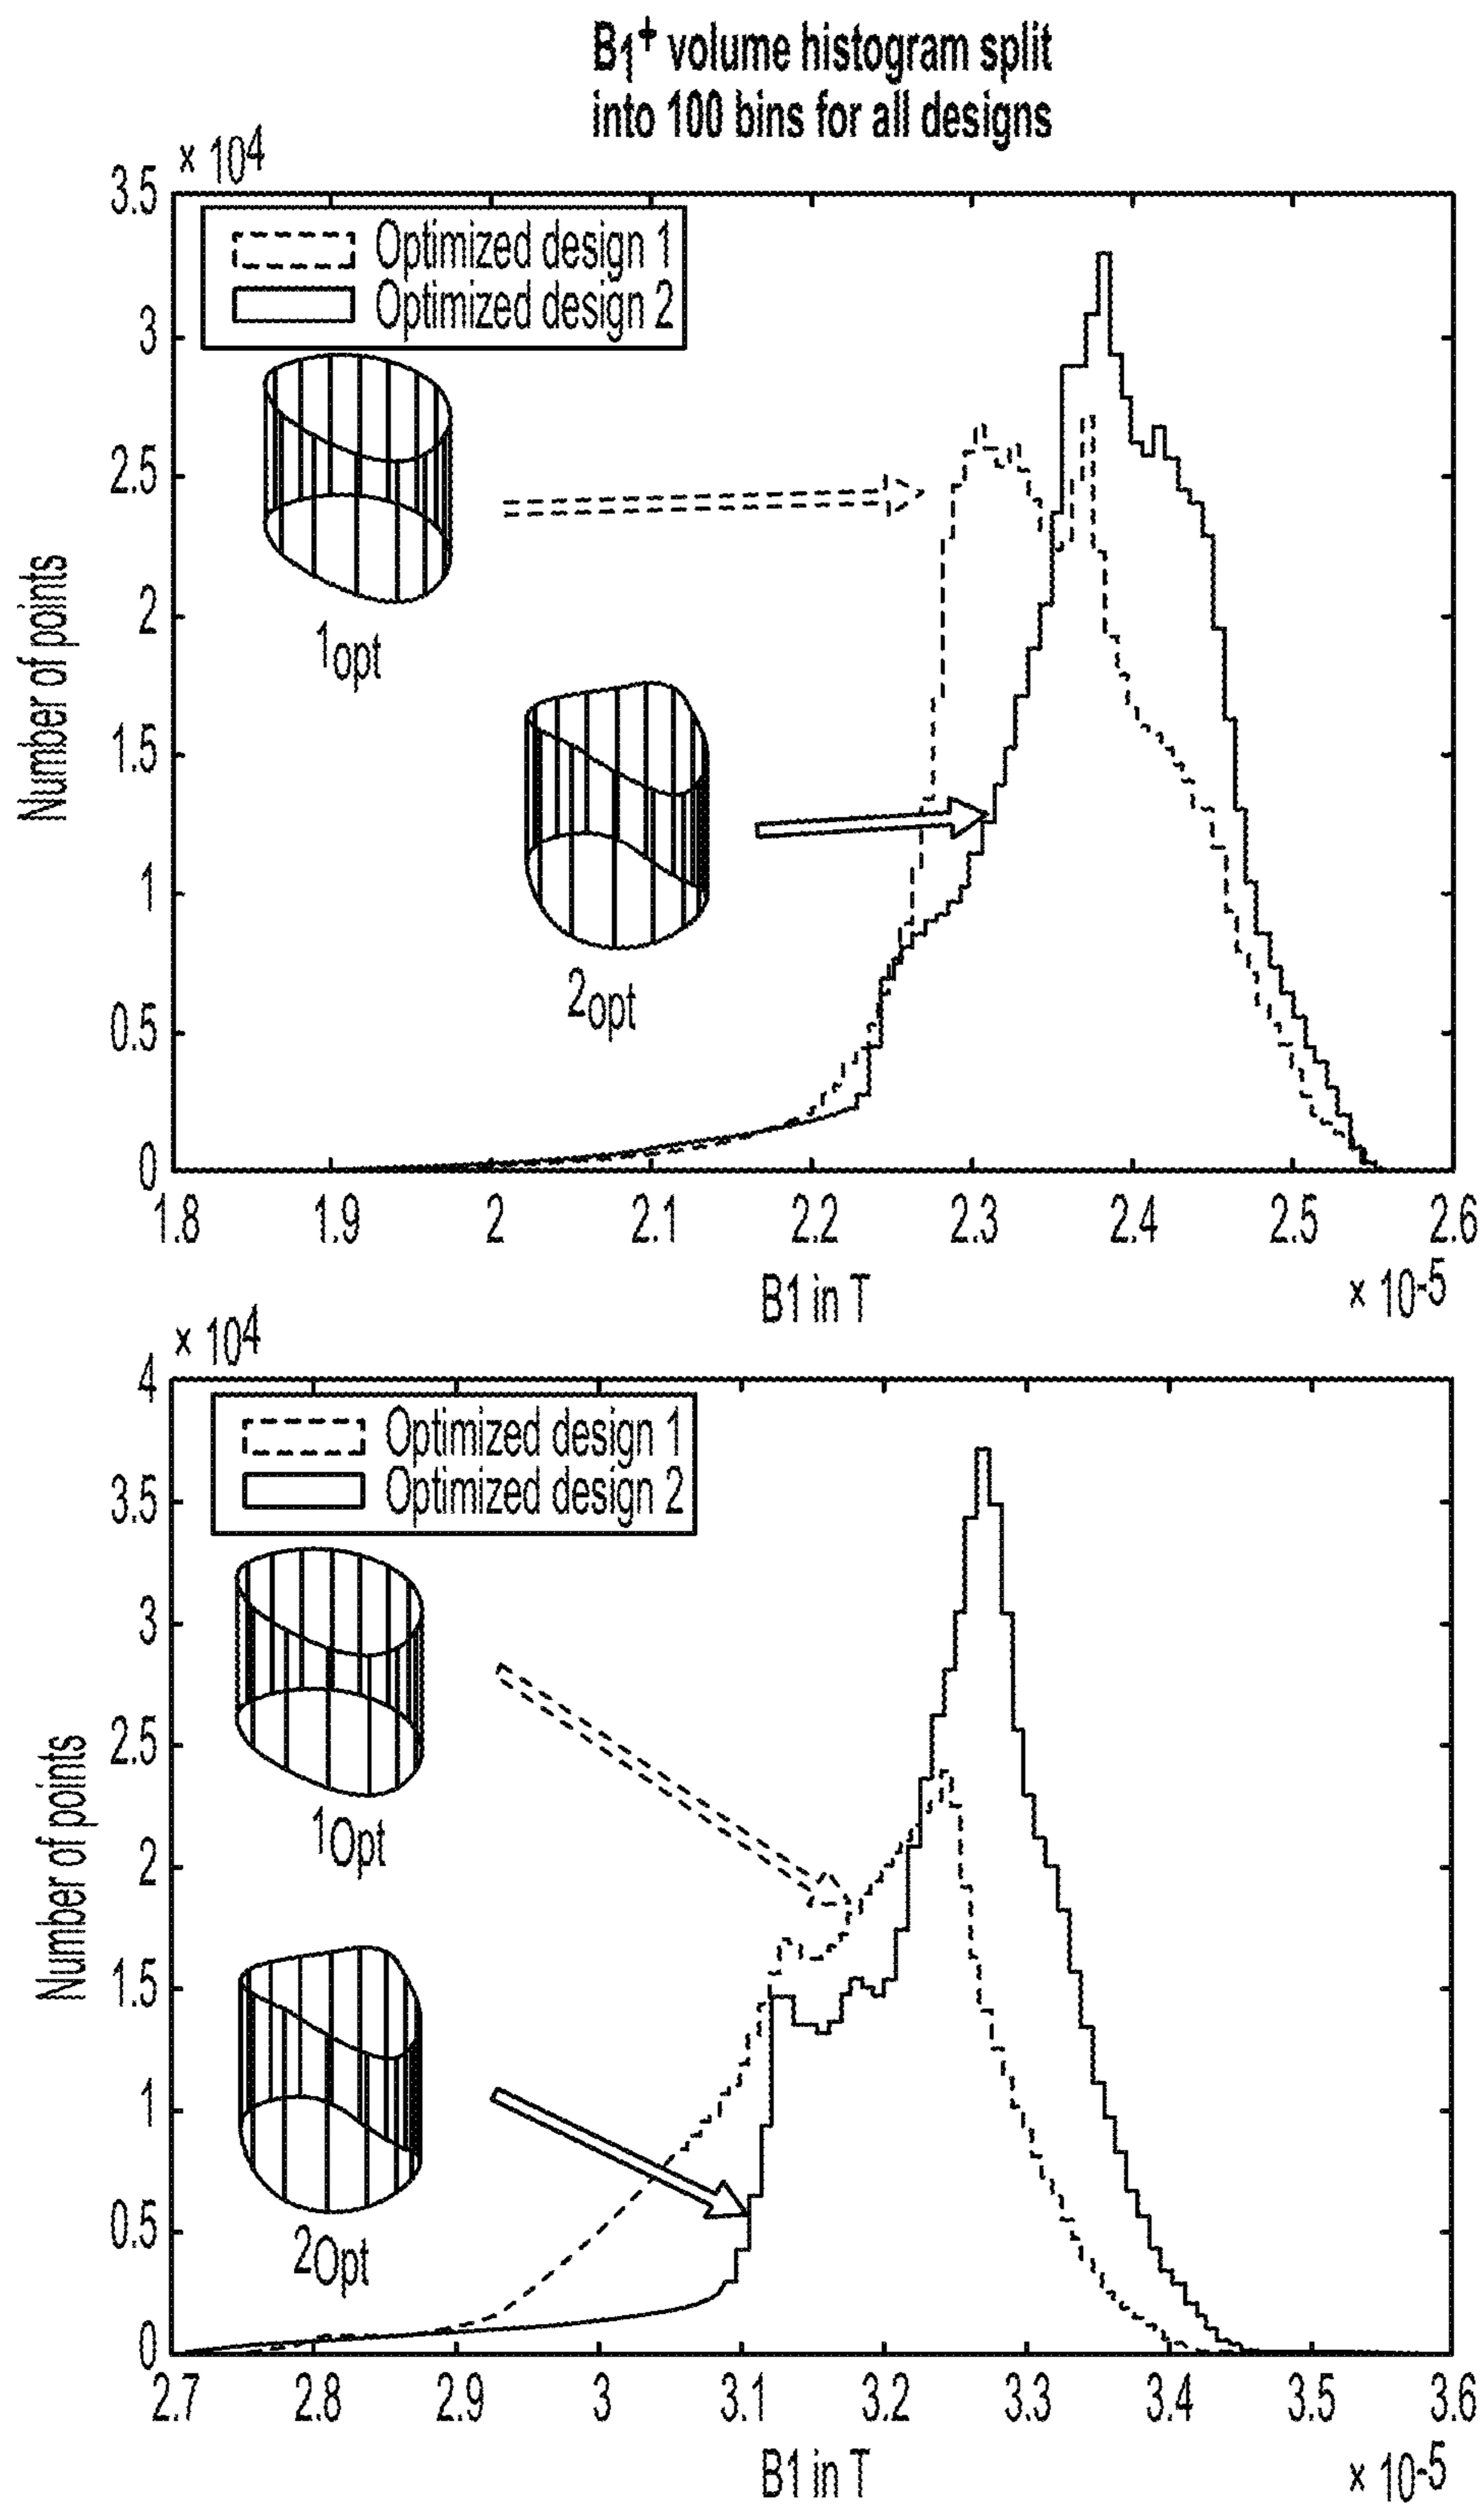 B1+ volume histogram split
into 100 bins for all designs
x 104
3.5
3
2.5
2
1.5
1
0.5
0
Number of points
Optimized design 1
Optimized design 2
1opt
2opt
1.8 1.9 2 2.1 2.2 2.3 2.4 2.5 2.6
B1 in T
x 10-5
x 104
4
3.5
3
2.5
2
1.5
1
0.5
0
Number of points
Optimized design 1
Optimized design 2
1Opt
2Opt
2.7 2.8 2.9 3 3.1 3.2 3.3 3.4 3.5 3.6
B1 in T
x 10-5